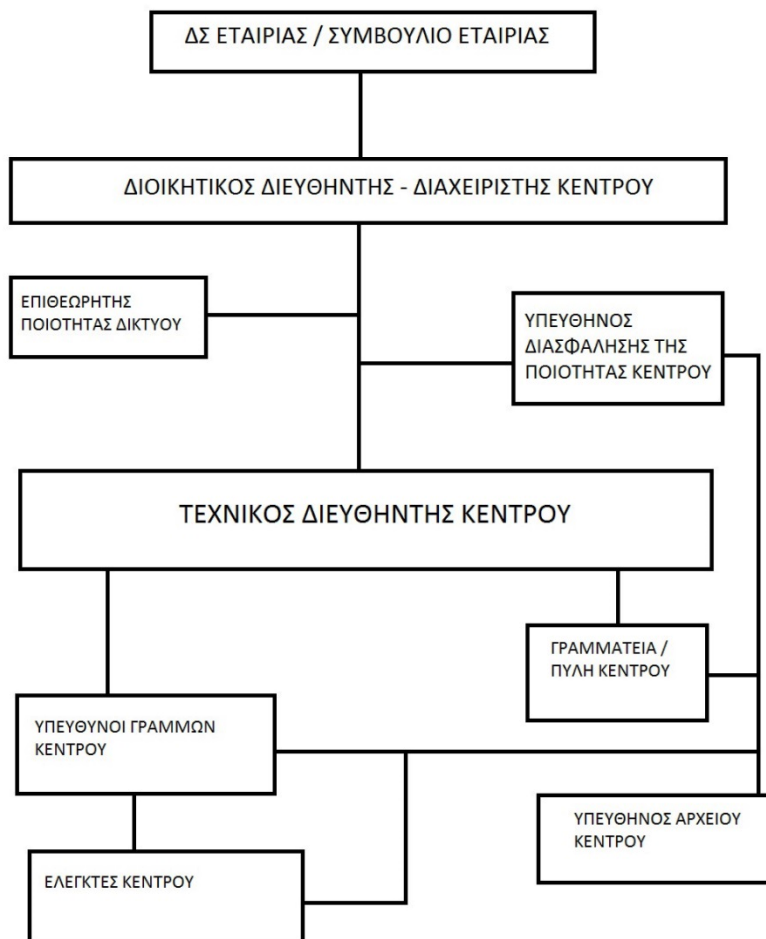 ΔΣ ΕΤΑΙΡΙΑΣ / ΣΥΜΒΟΥΛΙΟ ΕΤΑΙΡΙΑΣ
ΔΙΟΙΚΗΤΙΚΟΣ ΔΙΕΥΘΗΝΤΗΣ - ΔΙΑΧΕΙΡΙΣΤΗΣ ΚΕΝΤΡΟΥ
ΕΠΙΘΕΩΡΗΤΗΣ
ΠΟΙΟΤΗΤΑΣ ΔΙΚΤΥΟΥ
ΥΠΕΥΘΗΝΟΣ
ΔΙΑΣΦΑΛΗΣΗΣ ΤΗΣ
ΠΟΙΟΤΗΤΑΣ ΚΕΝΤΡΟΥ
ΤΕΧΝΙΚΟΣ ΔΙΕΥΘΗΝΤΗΣ ΚΕΝΤΡΟΥ
ΓΡΑΜΜΑΤΕΙΑ /
ΠΥΛΗ ΚΕΝΤΡΟΥ
ΥΠΕΥΘΥΝΟΙ ΓΡΑΜΜΩΝ
ΚΕΝΤΡΟΥ
ΥΠΕΥΘΗΝΟΣ ΑΡΧΕΙΟΥ
ΚΕΝΤΡΟΥ
ΕΛΕΓΚΤΕΣ ΚΕΝΤΡΟΥ